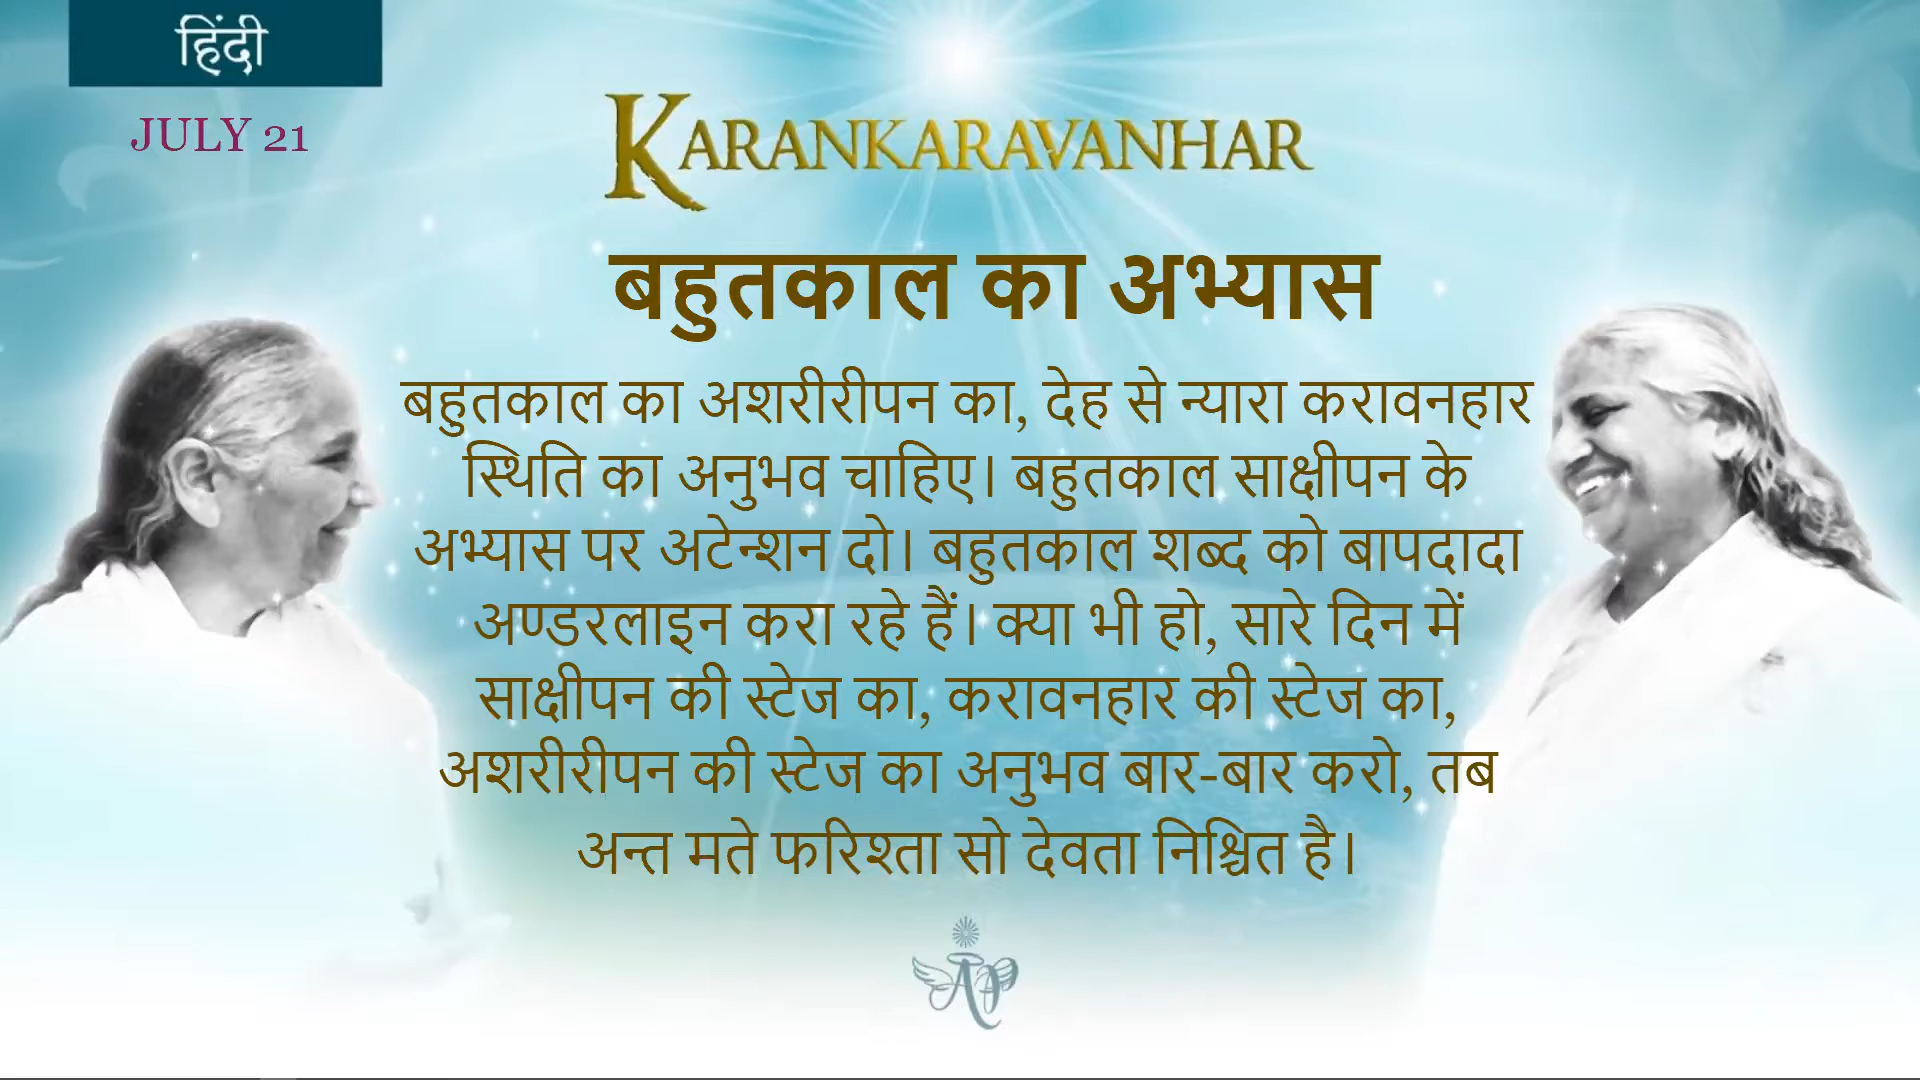 हिंदी
JULY 21
KARANKARAVANHAR
बहुतकाल का अभ्यास
बहुतकाल का अशरीरीपन का, देह से न्यारा करावनहार
स्थिति का अनुभव चाहिए। बहुतकाल साक्षीपन के
अभ्यास पर अटेन्शन दो। बहुतकाल शब्द को बापदादा
अण्डरलाइन करा रहे हैं। क्या भी हो, सारे दिन में
साक्षीपन की स्टेज का, करावनहार की स्टेज का,
अशरीरीपन की स्टेज का अनुभव बार-बार करो, तब
अन्त मते फरिश्ता सो देवता निश्चित है।